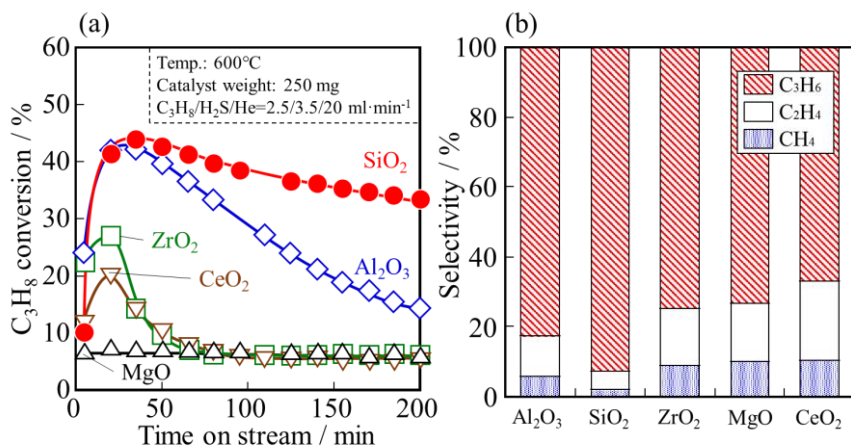 (a)
60
50
40
30
20
10
0
C₃H₈ conversion / %
Temp.: 600°C
Catalyst weight: 250 mg
C₃H₈/H₂S/He=2.5/3.5/20 ml·min⁻¹
SiO₂
ZrO₂
CeO₂
Al₂O₃
MgO
0 50 100 150 200
Time on stream / min
(b)
100
80
60
40
20
0
Selectivity / %
C₃H₆
C₂H₄
CH₄
Al₂O₃ SiO₂ ZrO₂ MgO CeO₂